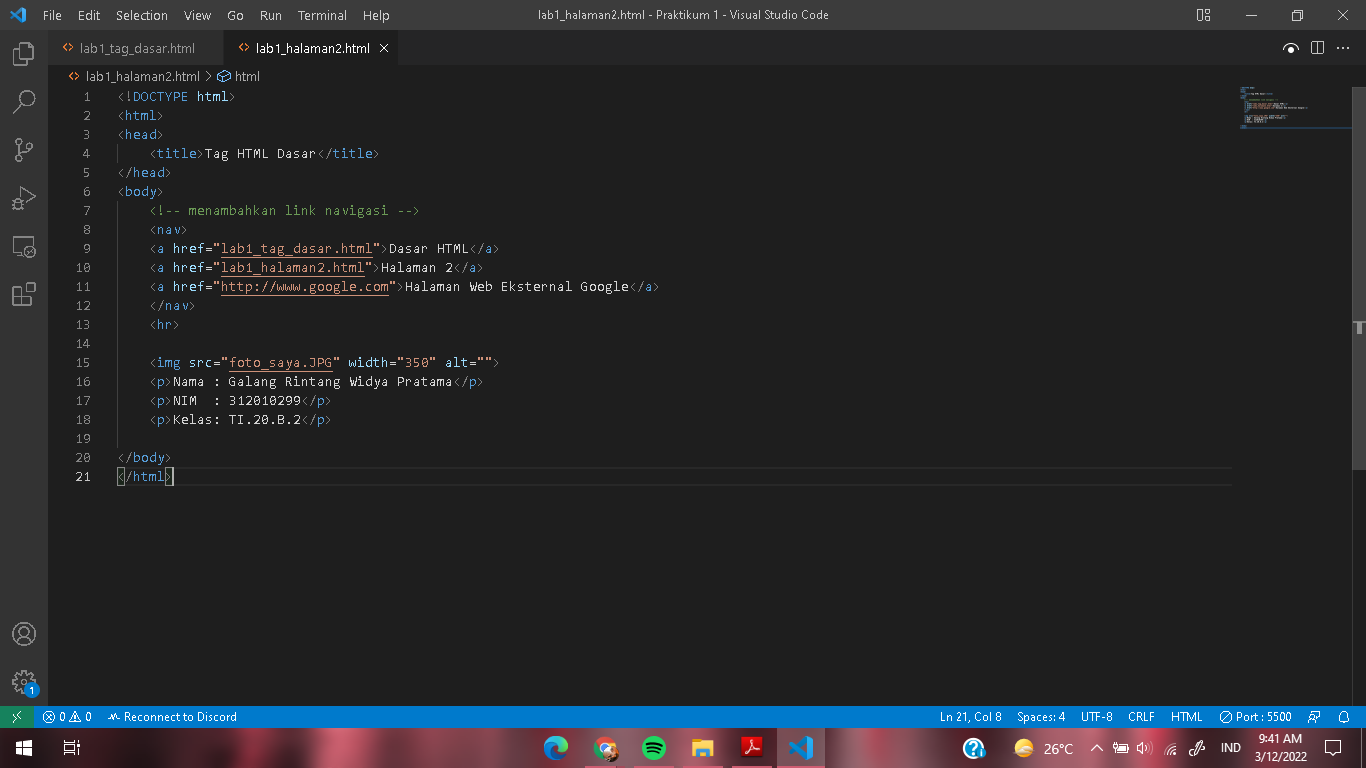 File Edit Selection View Go Run Terminal Help lab1_halaman2.html - Praktikum 1 - Visual Studio Code
lab1_tag_dasar.html lab1_halaman2.html
lab1_halaman2.html > html
1 <!DOCTYPE html>
2 <html>
3 <head>
4 <title>Tag HTML Dasar</title>
5 </head>
6 <body>
7 <!-- menambahkan link navigasi -->
8 <nav>
9 <a href="lab1_tag_dasar.html">Dasar HTML</a>
10 <a href="lab1_halaman2.html">Halaman 2</a>
11 <a href="http://www.google.com">Halaman Web Eksternal Google</a>
12 </nav>
13 <hr>
14
15 <img src="foto_saya.JPG" width="350" alt="">
16 <p>Nama : Galang Rintang Widya Pratama</p>
17 <p>NIM  : 312010299</p>
18 <p>Kelas: TI.20.B.2</p>
19
20 </body>
21 </html>
1
0 0 Reconnect to Discord Ln 21, Col 8 Spaces: 4 UTF-8 CRLF HTML Port : 5500
26°C IND 9:41 AM
3/12/2022